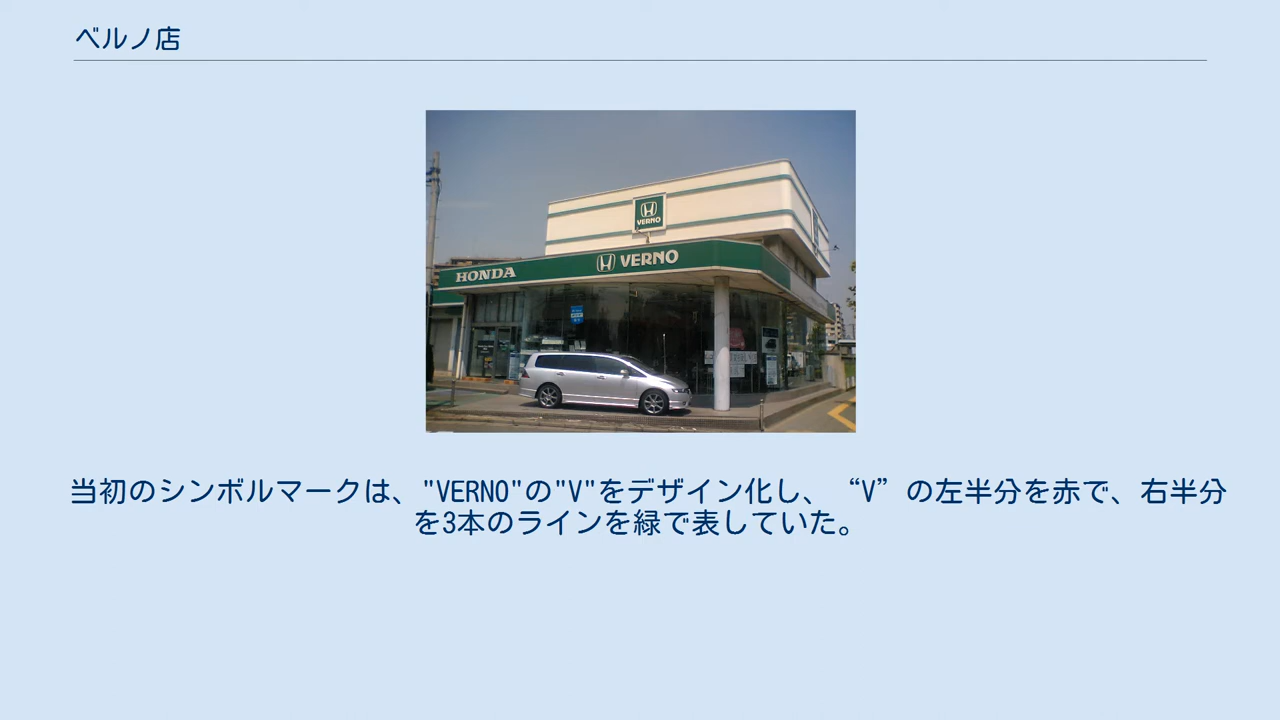 ベルノ店
VERNO
HONDA
VERNO
当初のシンボルマークは、"VERNO"の"V"をデザイン化し、“V”の左半分を赤で、右半分
を3本のラインを緑で表していた。